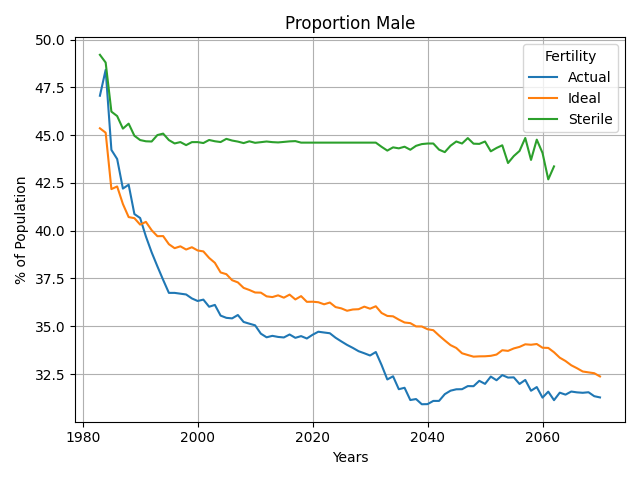 Proportion Male
50.0
47.5
45.0
42.5
40.0
37.5
35.0
32.5
% of Population
Fertility
Actual
Ideal
Sterile
1980
2000
2020
2040
2060
Years